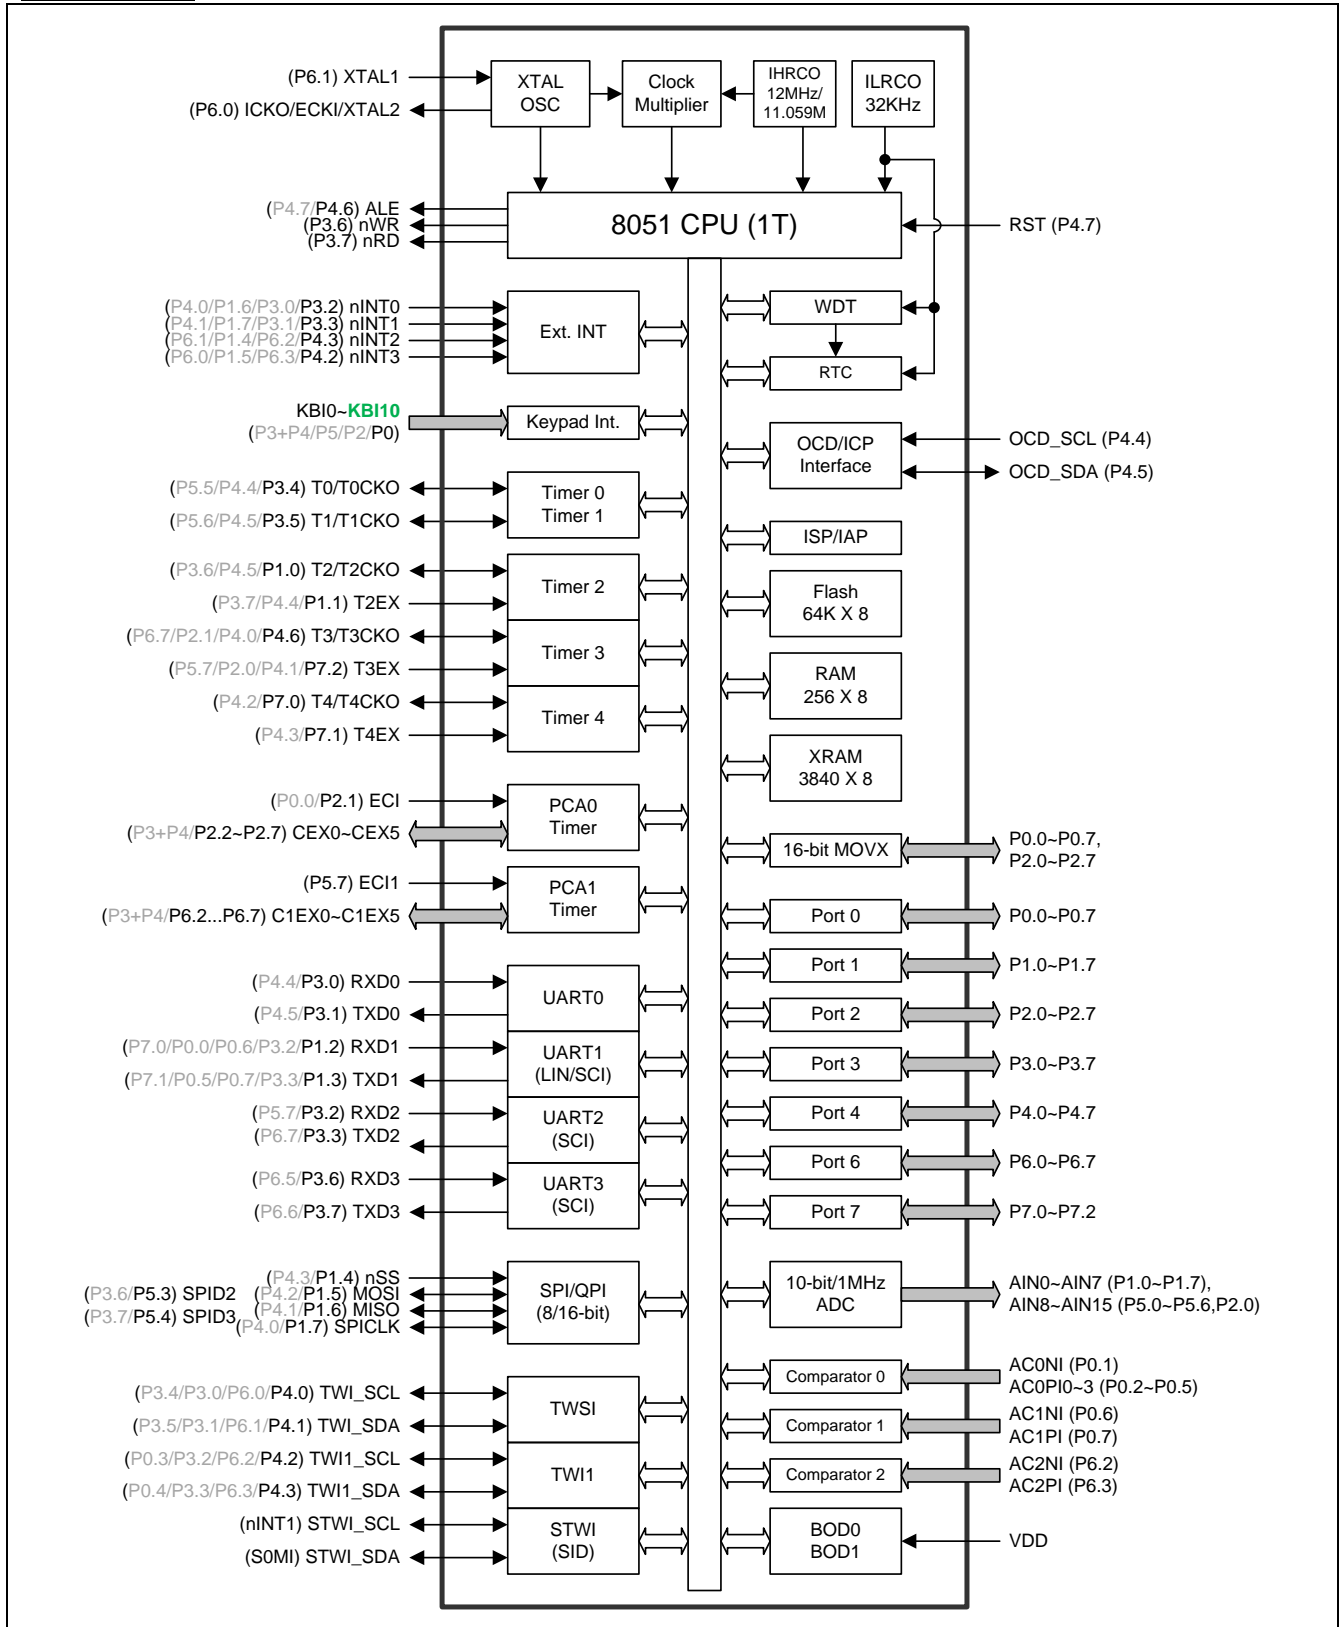 (P6.1) XTAL1
(P6.0) ICKO/ECKI/XTAL2
XTAL
OSC
Clock
Multiplier
IHRCO
12MHz/
11.059M
ILRCO
32KHz
(P4.7/P4.6) ALE
(P3.6) nWR
(P3.7) nRD
8051 CPU (1T)
RST (P4.7)
(P4.0/P1.6/P3.0/P3.2) nINT0
(P4.1/P1.7/P3.1/P3.3) nINT1
(P6.1/P1.4/P6.2/P4.3) nINT2
(P6.0/P1.5/P6.3/P4.2) nINT3
Ext. INT
WDT
RTC
KBI0~KBI10
(P3+P4/P5/P2/P0)
Keypad Int.
OCD/ICP
Interface
OCD_SCL (P4.4)
OCD_SDA (P4.5)
(P5.5/P4.4/P3.4) T0/T0CKO
(P5.6/P4.5/P3.5) T1/T1CKO
Timer 0
Timer 1
ISP/IAP
(P3.6/P4.5/P1.0) T2/T2CKO
(P3.7/P4.4/P1.1) T2EX
Timer 2
Flash
64K X 8
(P6.7/P2.1/P4.0/P4.6) T3/T3CKO
(P5.7/P2.0/P4.1/P7.2) T3EX
Timer 3
RAM
256 X 8
(P4.2/P7.0) T4/T4CKO
(P4.3/P7.1) T4EX
Timer 4
XRAM
3840 X 8
(P0.0/P2.1) ECI
(P3+P4/P2.2~P2.7) CEX0~CEX5
PCA0
Timer
16-bit MOVX
P0.0~P0.7,
P2.0~P2.7
(P5.7) ECI1
(P3+P4/P6.2...P6.7) C1EX0~C1EX5
PCA1
Timer
Port 0
P0.0~P0.7
Port 1
P1.0~P1.7
(P4.4/P3.0) RXD0
(P4.5/P3.1) TXD0
UART0
Port 2
P2.0~P2.7
(P7.0/P0.0/P0.6/P3.2/P1.2) RXD1
(P7.1/P0.5/P0.7/P3.3/P1.3) TXD1
UART1
(LIN/SCI)
Port 3
P3.0~P3.7
(P5.7/P3.2) RXD2
(P6.7/P3.3) TXD2
UART2
(SCI)
Port 4
P4.0~P4.7
(P6.5/P3.6) RXD3
(P6.6/P3.7) TXD3
UART3
(SCI)
Port 6
P6.0~P6.7
Port 7
P7.0~P7.2
(P4.3/P1.4) nSS
(P3.6/P5.3) SPID2 (P4.2/P1.5) MOSI
(P3.7/P5.4) SPID3 (P4.1/P1.6) MISO
(P4.0/P1.7) SPICLK
SPI/QPI
(8/16-bit)
10-bit/1MHz
ADC
AIN0~AIN7 (P1.0~P1.7),
AIN8~AIN15 (P5.0~P5.6,P2.0)
(P3.4/P3.0/P6.0/P4.0) TWI_SCL
(P3.5/P3.1/P6.1/P4.1) TWI_SDA
TWSI
Comparator 0
AC0NI (P0.1)
AC0PI0~3 (P0.2~P0.5)
Comparator 1
AC1NI (P0.6)
AC1PI (P0.7)
(P0.3/P3.2/P6.2/P4.2) TWI1_SCL
(P0.4/P3.3/P6.3/P4.3) TWI1_SDA
TWI1
Comparator 2
AC2NI (P6.2)
AC2PI (P6.3)
(nINT1) STWI_SCL
(S0MI) STWI_SDA
STWI
(SID)
BOD0
BOD1
VDD